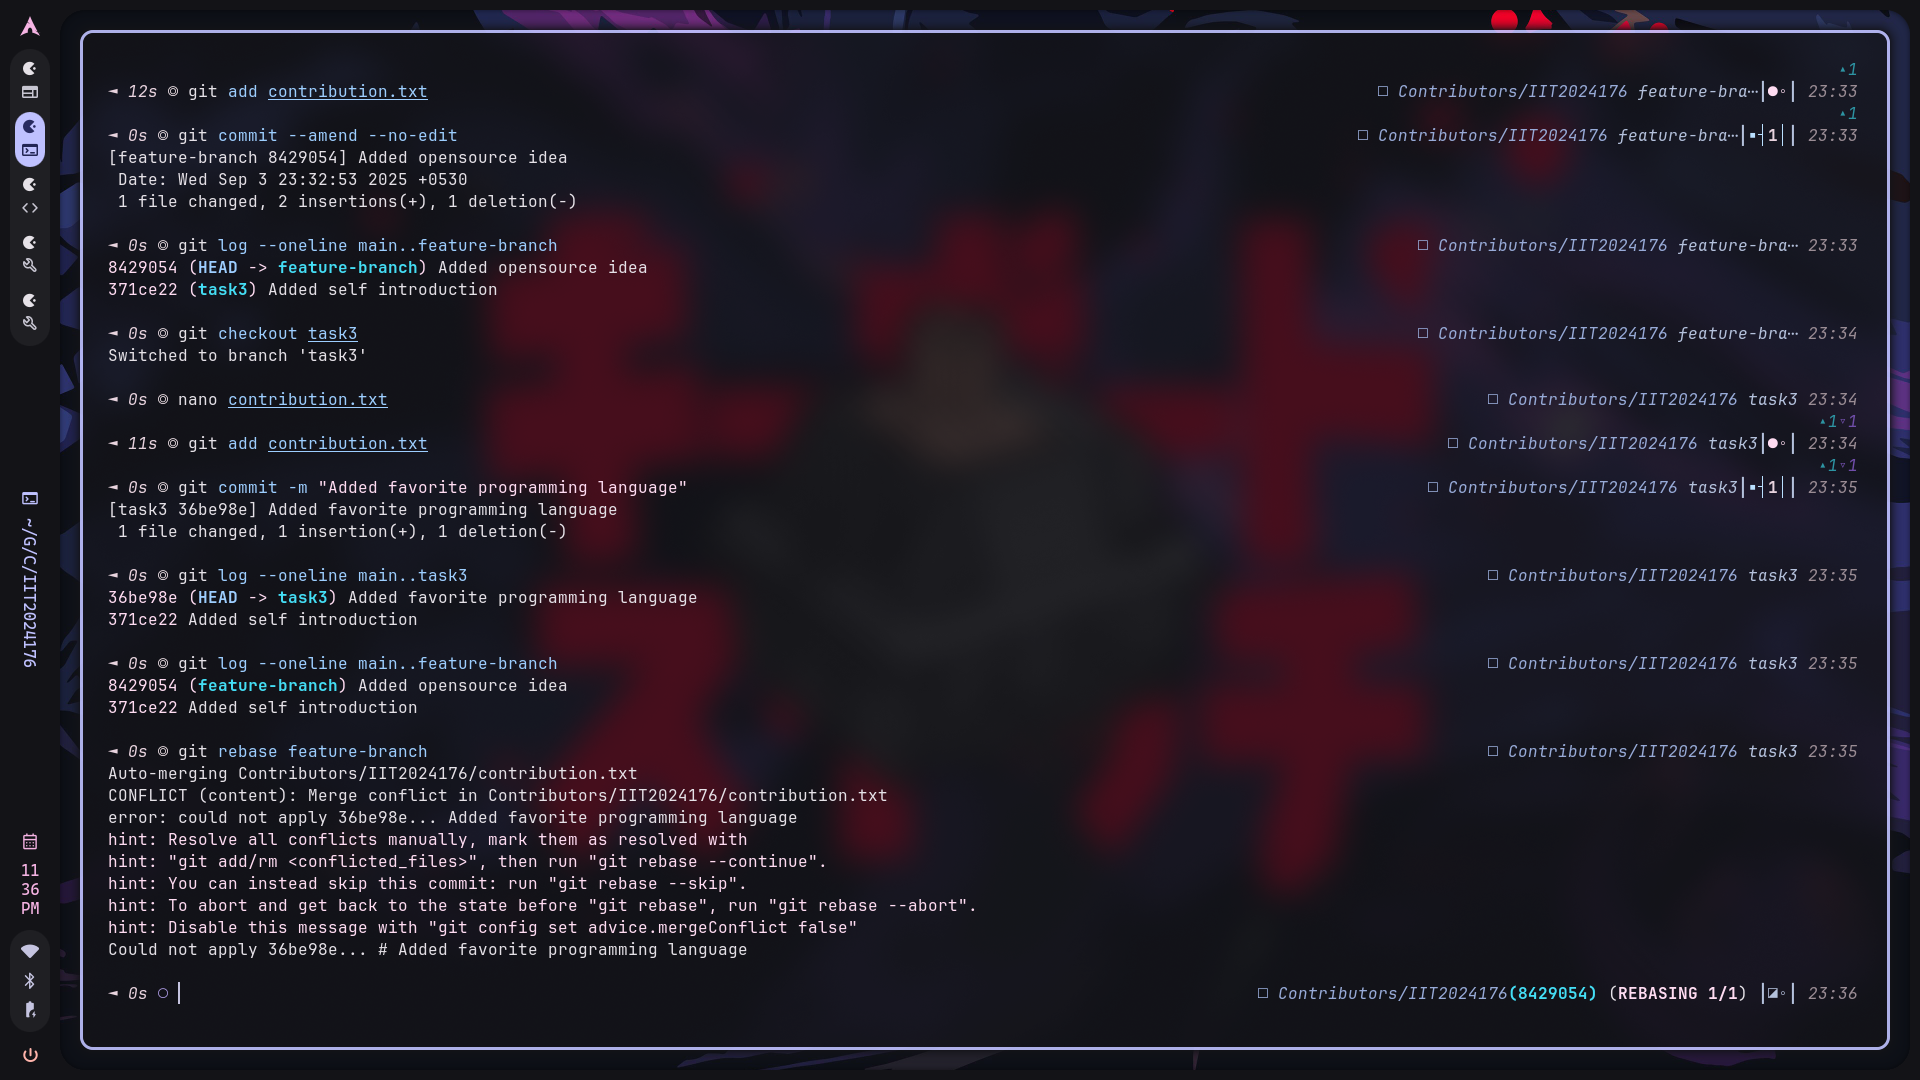 ▴1
◄ 12s ◎ git add contribution.txt □ Contributors/IIT2024176 feature-bra…│●◦│ 23:33
▴1
◄ 0s ◎ git commit --amend --no-edit □ Contributors/IIT2024176 feature-bra…│▪┤1││ 23:33
[feature-branch 8429054] Added opensource idea
Date: Wed Sep 3 23:32:53 2025 +0530
1 file changed, 2 insertions(+), 1 deletion(-)
◄ 0s ◎ git log --oneline main..feature-branch □ Contributors/IIT2024176 feature-bra… 23:33
8429054 (HEAD -> feature-branch) Added opensource idea
371ce22 (task3) Added self introduction
◄ 0s ◎ git checkout task3 □ Contributors/IIT2024176 feature-bra… 23:34
Switched to branch 'task3'
◄ 0s ◎ nano contribution.txt □ Contributors/IIT2024176 task3 23:34
▴1▿1
◄ 11s ◎ git add contribution.txt □ Contributors/IIT2024176 task3│●◦│ 23:34
▴1▿1
◄ 0s ◎ git commit -m "Added favorite programming language" □ Contributors/IIT2024176 task3│▪┤1││ 23:35
[task3 36be98e] Added favorite programming language
1 file changed, 1 insertion(+), 1 deletion(-)
◄ 0s ◎ git log --oneline main..task3 □ Contributors/IIT2024176 task3 23:35
36be98e (HEAD -> task3) Added favorite programming language
371ce22 Added self introduction
◄ 0s ◎ git log --oneline main..feature-branch □ Contributors/IIT2024176 task3 23:35
8429054 (feature-branch) Added opensource idea
371ce22 Added self introduction
◄ 0s ◎ git rebase feature-branch □ Contributors/IIT2024176 task3 23:35
Auto-merging Contributors/IIT2024176/contribution.txt
CONFLICT (content): Merge conflict in Contributors/IIT2024176/contribution.txt
error: could not apply 36be98e... Added favorite programming language
hint: Resolve all conflicts manually, mark them as resolved with
hint: "git add/rm <conflicted_files>", then run "git rebase --continue".
hint: You can instead skip this commit: run "git rebase --skip".
hint: To abort and get back to the state before "git rebase", run "git rebase --abort".
hint: Disable this message with "git config set advice.mergeConflict false"
Could not apply 36be98e... # Added favorite programming language
◄ 0s ○ □ Contributors/IIT2024176(8429054) (REBASING 1/1) │◪◦│ 23:36
~/G/C/IIT2024176
11
36
PM